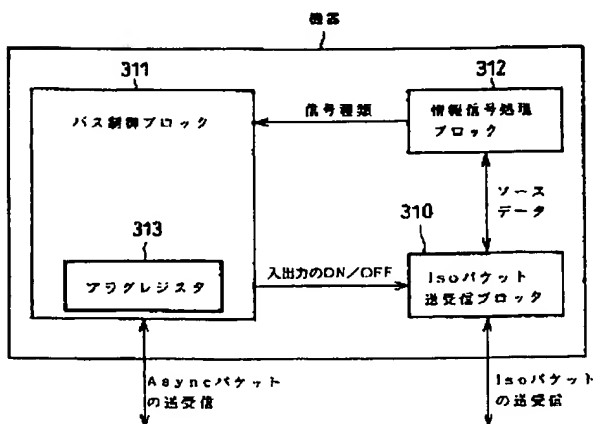 機器
311
バス制御ブロック
信号種類
312
情報信号処理
ブロック
ソース
データ
313
プラグレジスタ
入出力のON/OFF
310
Isoパケット
送受信ブロック
Asyncパケット
の送受信
Isoパケット
の送受信